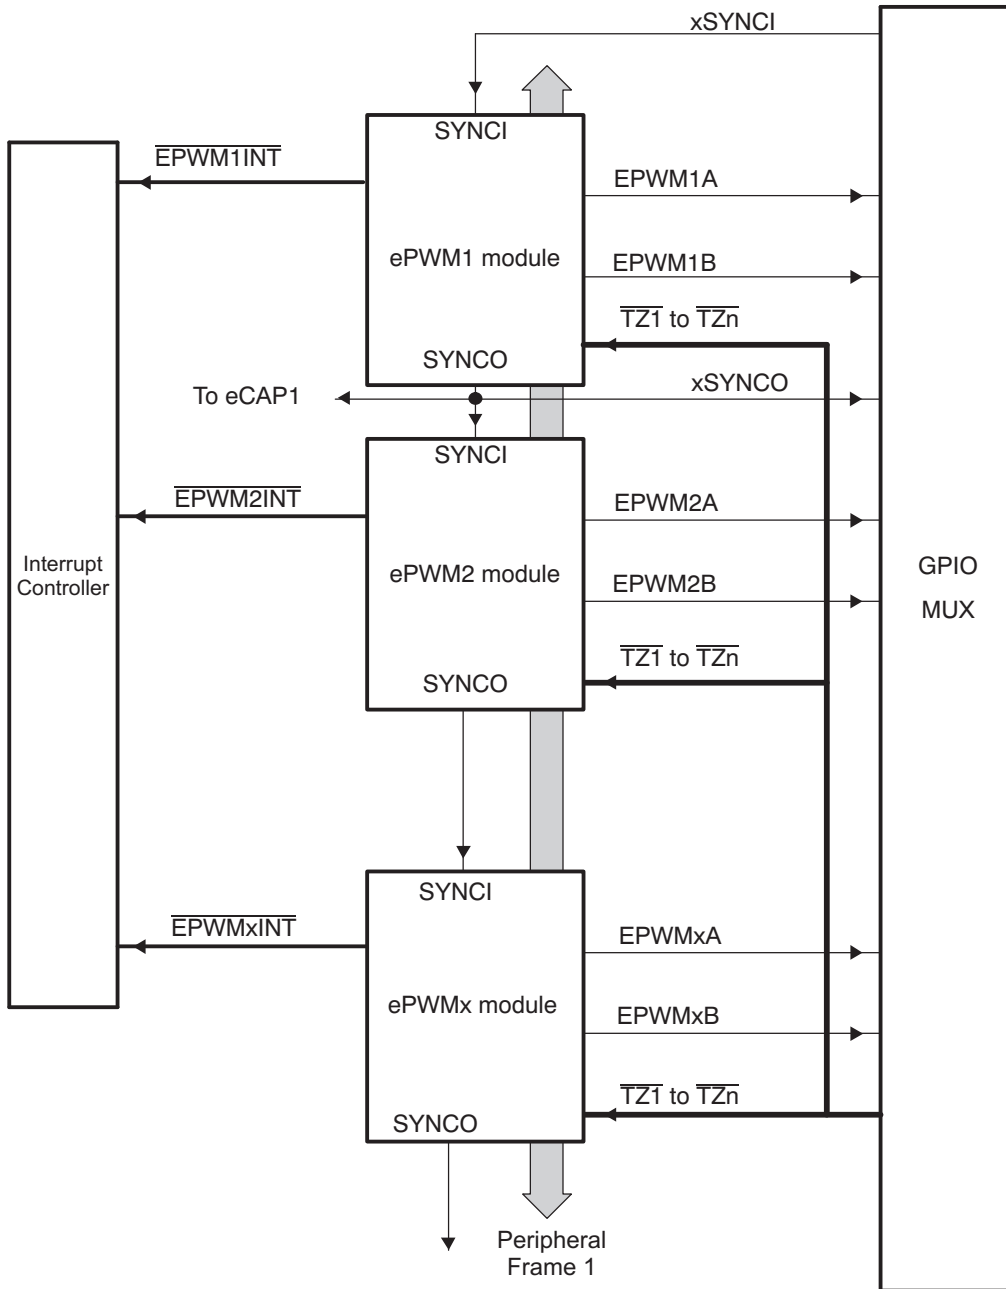 xSYNCI
SYNCI
EPWM1INT
EPWM1A
ePWM1 module
EPWM1B
TZ1 to TZn
SYNCO
To eCAP1
xSYNCO
SYNCI
EPWM2INT
EPWM2A
Interrupt
Controller
ePWM2 module
GPIO
MUX
EPWM2B
TZ1 to TZn
SYNCO
SYNCI
EPWMxINT
EPWMxA
ePWMx module
EPWMxB
TZ1 to TZn
SYNCO
Peripheral
Frame 1